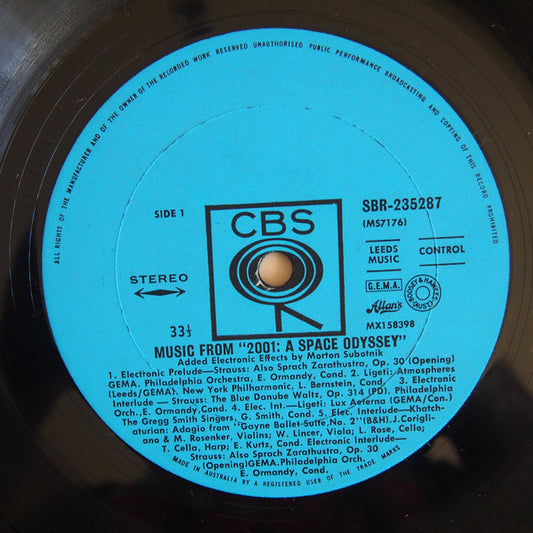 ALL RIGHTS OF THE MANUFACTURER AND OF THE OWNER OF THE RECORDED WORK RESERVED UNAUTHORISED PUBLIC PERFORMANCE BROADCASTING AND COPYING OF THIS RECORD PROHIBITED
SIDE 1
CBS
SBR-235287
(MS7176)
LEEDS MUSIC
CONTROL
STEREO
G.E.M.A.
Allan's
BOOSEY & HAWKES (AUST)
MX158398
33⅓
MUSIC FROM "2001: A SPACE ODYSSEY"
Added Electronic Effects by Morton Subotnik
1. Electronic Prelude—Strauss: Also Sprach Zarathustra, Op. 30 (Opening)
GEMA. Philadelphia Orchestra, E. Ormandy, Cond. 2. Ligeti: Atmospheres
(Leeds/GEMA). New York Philharmonic, L. Bernstein, Cond. 3. Electronic
Interlude — Strauss: The Blue Danube Waltz, Op. 314 (PD). Philadelphia
Orch., E. Ormandy, Cond. 4. Elec. Int.—Ligeti: Lux Aeferna (GEMA/Con.)
The Gregg Smith Singers, G. Smith, Cond. 5. Elec. Interlude—Khatch-
aturian: Adagio from "Gayne Ballet Suite, No. 2" (B&H). J. Corigli-
ano & M. Rosenker, Violins; W. Lincer, Viola; L. Rose, Cello;
T. Cella, Harp; E. Kurtz, Cond. Electronic Interlude—
Strauss: Also Sprach Zarathustra, Op. 30
(Opening)GEMA. Philadelphia Orch.
E. Ormandy, Cond.
MADE IN AUSTRALIA BY A REGISTERED USER OF THE TRADE MARKS